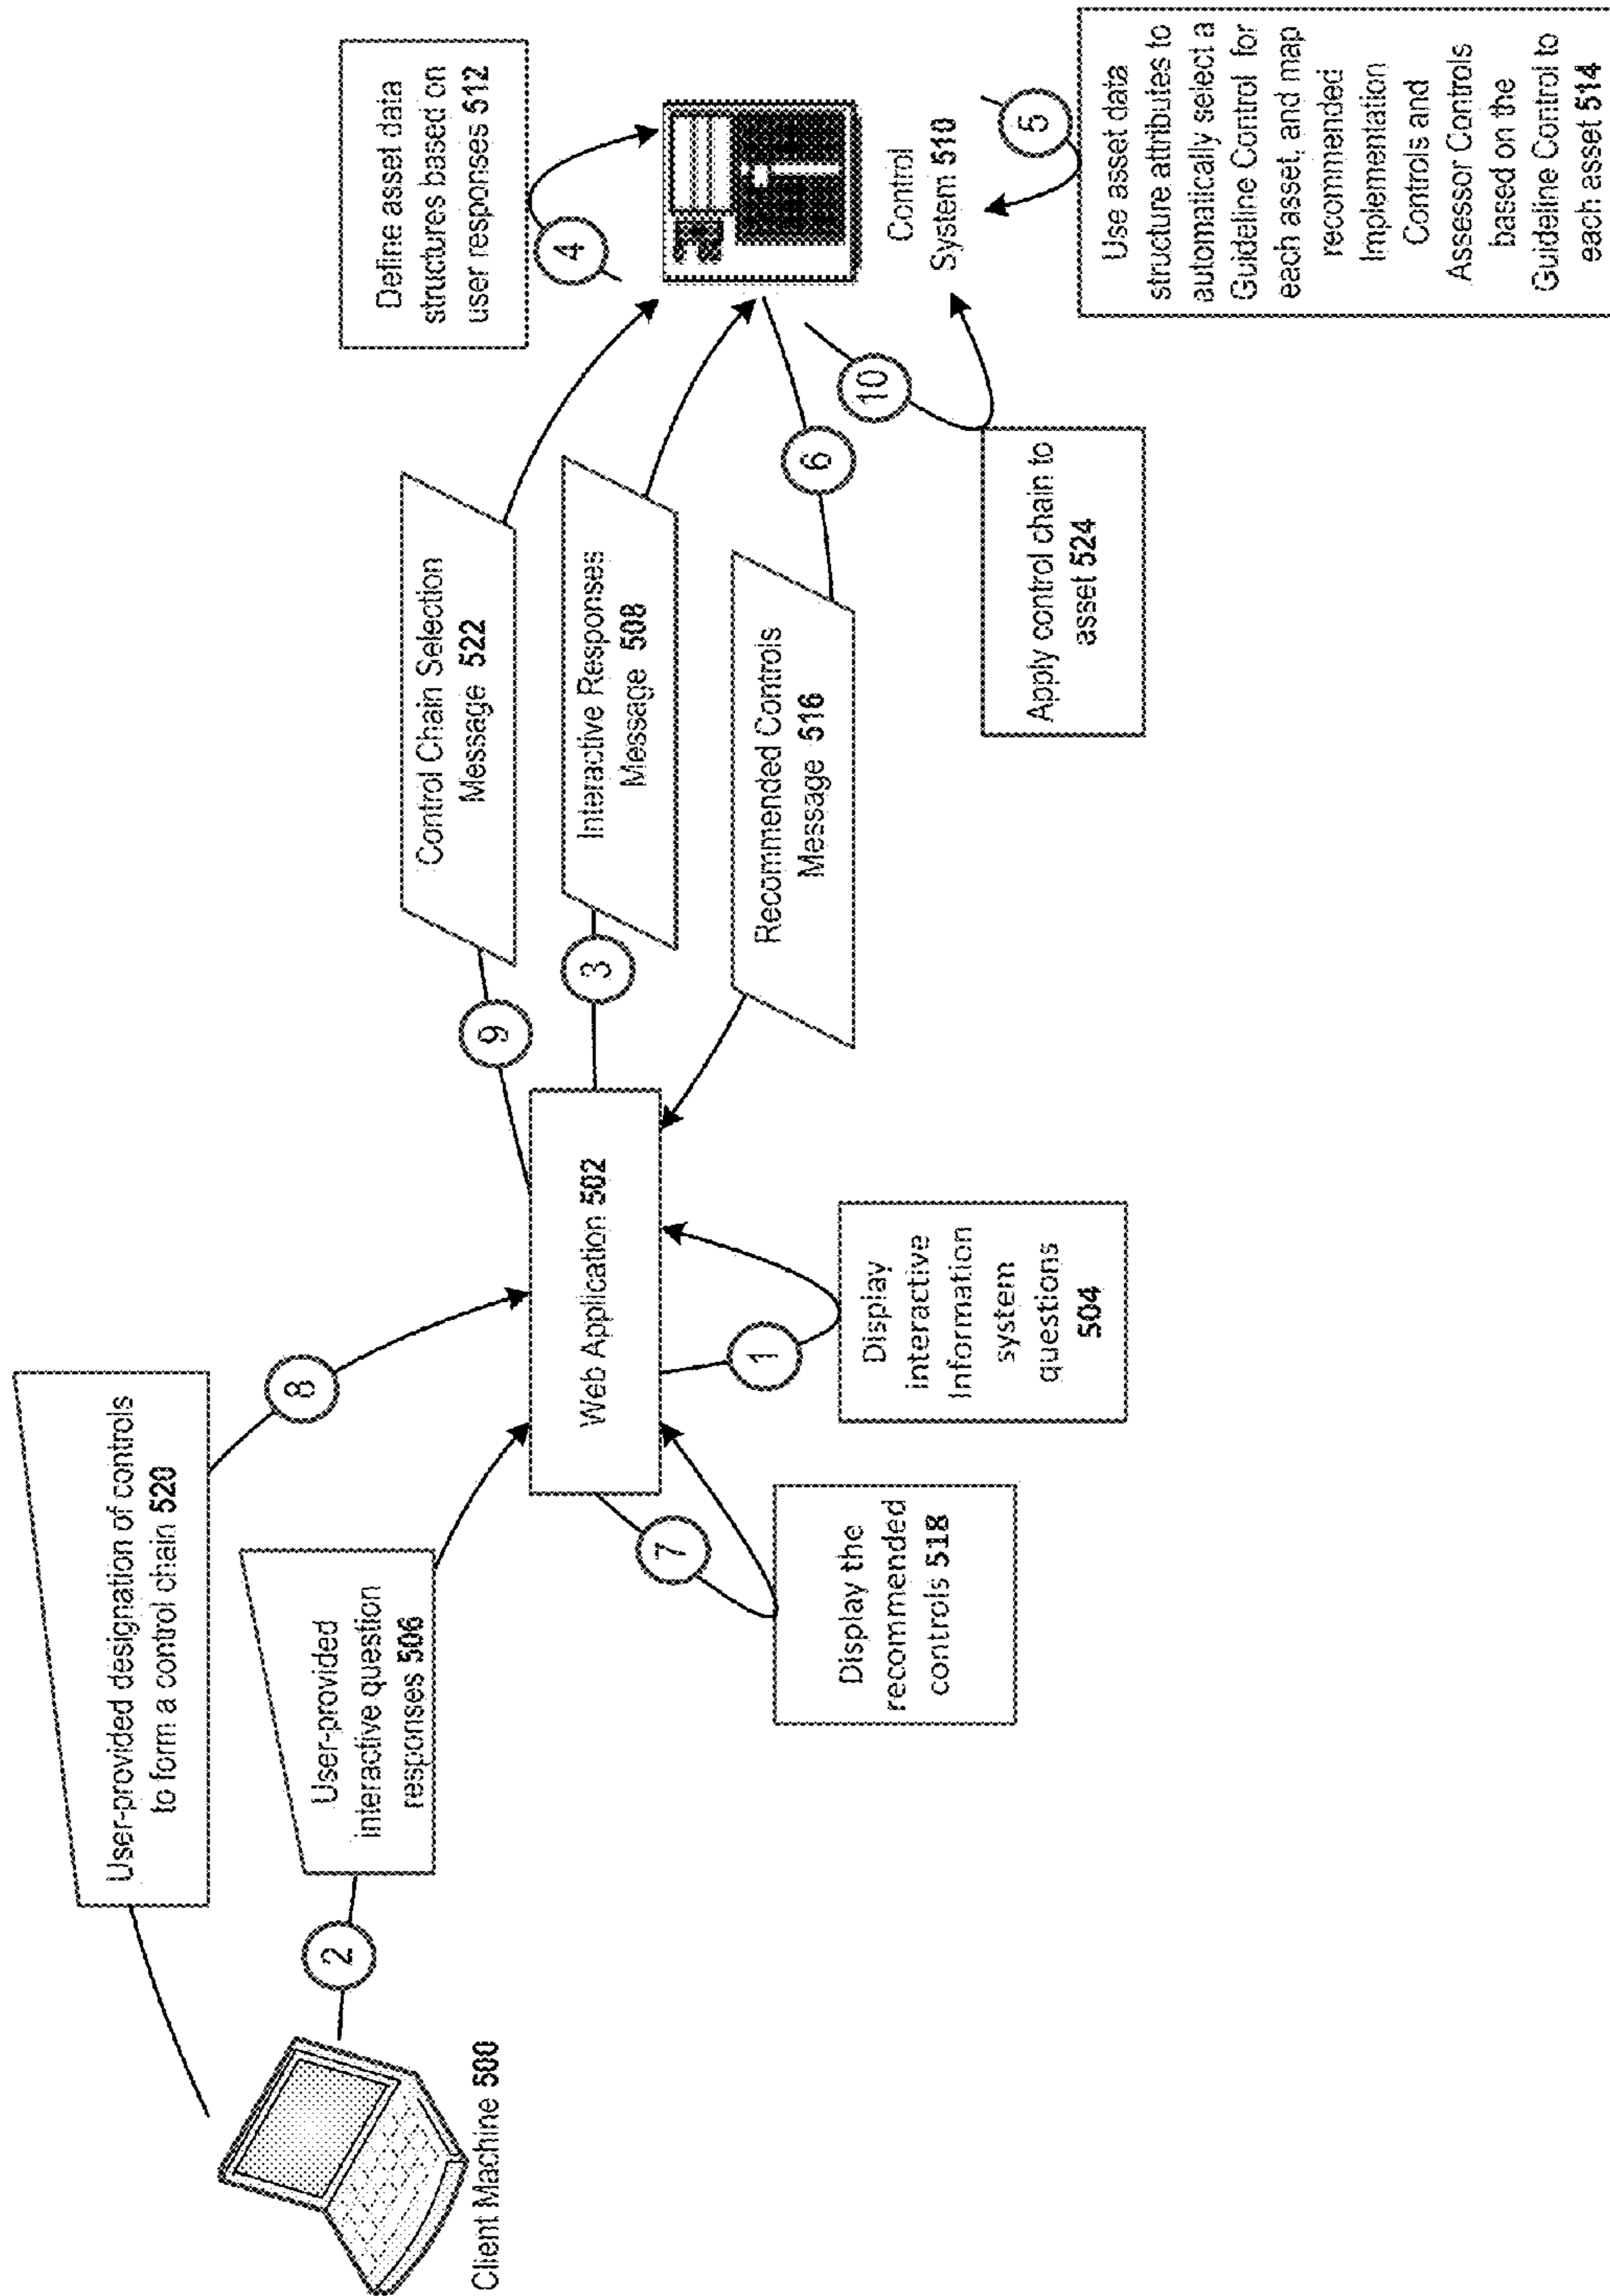 User-provided designation of controls
to form a control chain 520
8
2
User-provided
interactive question
responses 506
Client Machine 500
Web Application 502
7
Display the
recommended
controls 518
1
Display
interactive
Information
system
questions
504
9
Control Chain Selection
Message 522
3
Interactive Responses
Message 508
Recommended Controls
Message 516
6
10
Apply control chain to
asset 524
Define asset data
structures based on
user responses 512
4
Control
System 510
5
Use asset data
structure attributes to
automatically select a
Guideline Control for
each asset, and map
recommended
Implementation
Controls and
Assessor Controls
based on the
Guideline Control to
each asset 514